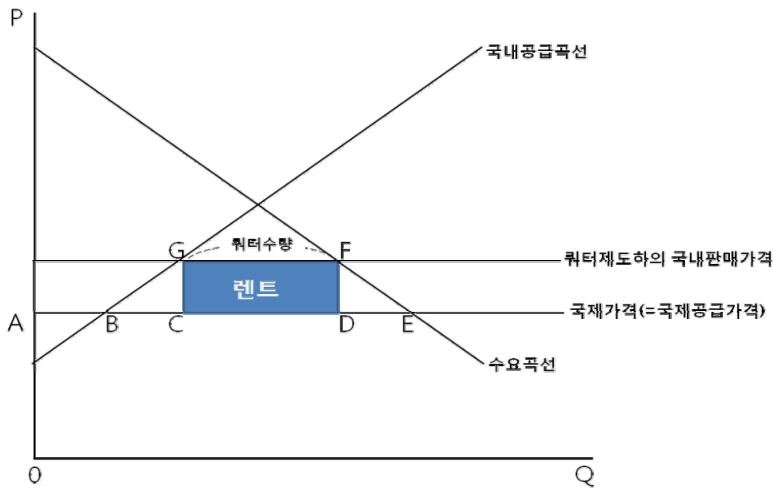 P
국내공급곡선
G 쿼터수량 F
쿼터제도하의 국내판매가격
렌트
국제가격(=국제공급가격)
A B C D E
수요곡선
0 Q